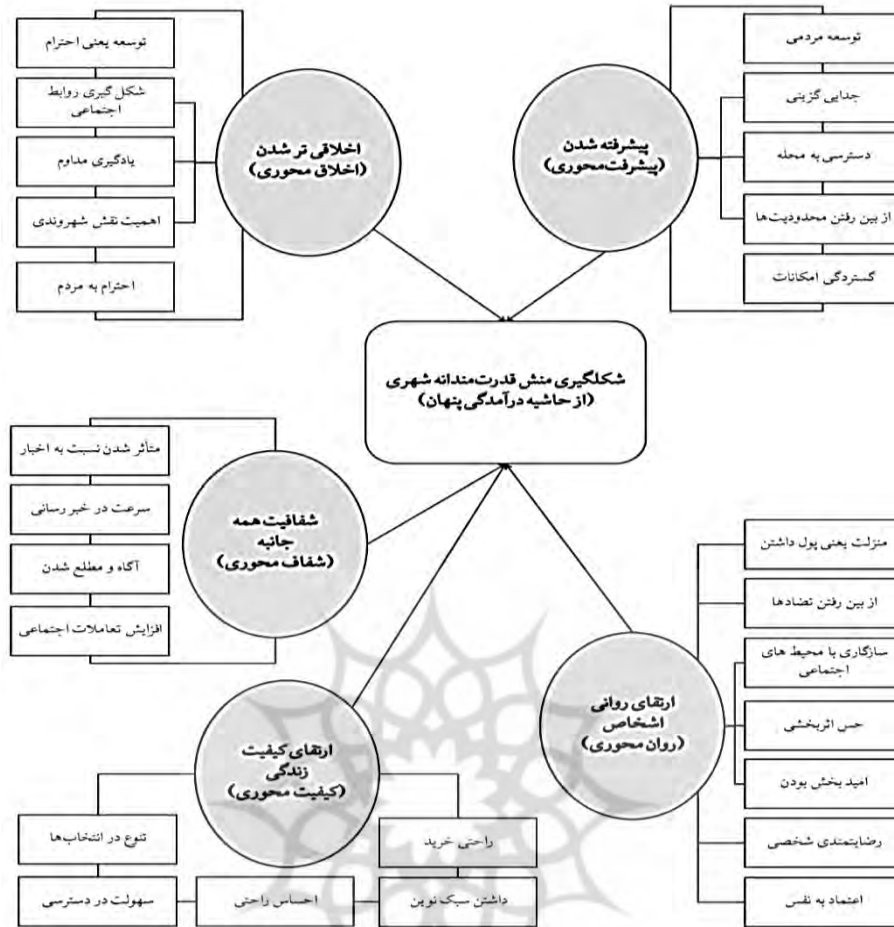 توسعه مردمی
جدایی گزینی
دسترسی به محله
از بین رفتن محدودیت‌ها
گستردگی امکانات
پیشرفته شدن
(پیشرفت محوری)
توسعه یعنی احترام
شکل گیری روابط
اجتماعی
یادگیری مداوم
اهمیت نقش شهروندی
احترام به مردم
اخلاقی تر شدن
(اخلاق محوری)
شکلگیری منش قدرت‌مندانه شهری
(از حاشیه درآمدگی پنهان)
متأثر شدن نسبت به اخبار
سرعت در خبر رسانی
آگاه و مطلع شدن
افزایش تعاملات اجتماعی
شفافیت همه
جانبه
(شفاف محوری)
منزلت یعنی پول داشتن
از بین رفتن تضادها
سازگاری با محیط های
اجتماعی
حس اثربخشی
امید بخش بودن
رضایتمندی شخصی
اعتماد به نفس
ارتقای روانی
اشخاص
(روان محوری)
ارتقای کیفیت
زندگی
(کیفیت محوری)
راحتی خرید
داشتن سبک نوین
احساس راحتی
سهولت در دسترسی
تنوع در انتخاب‌ها